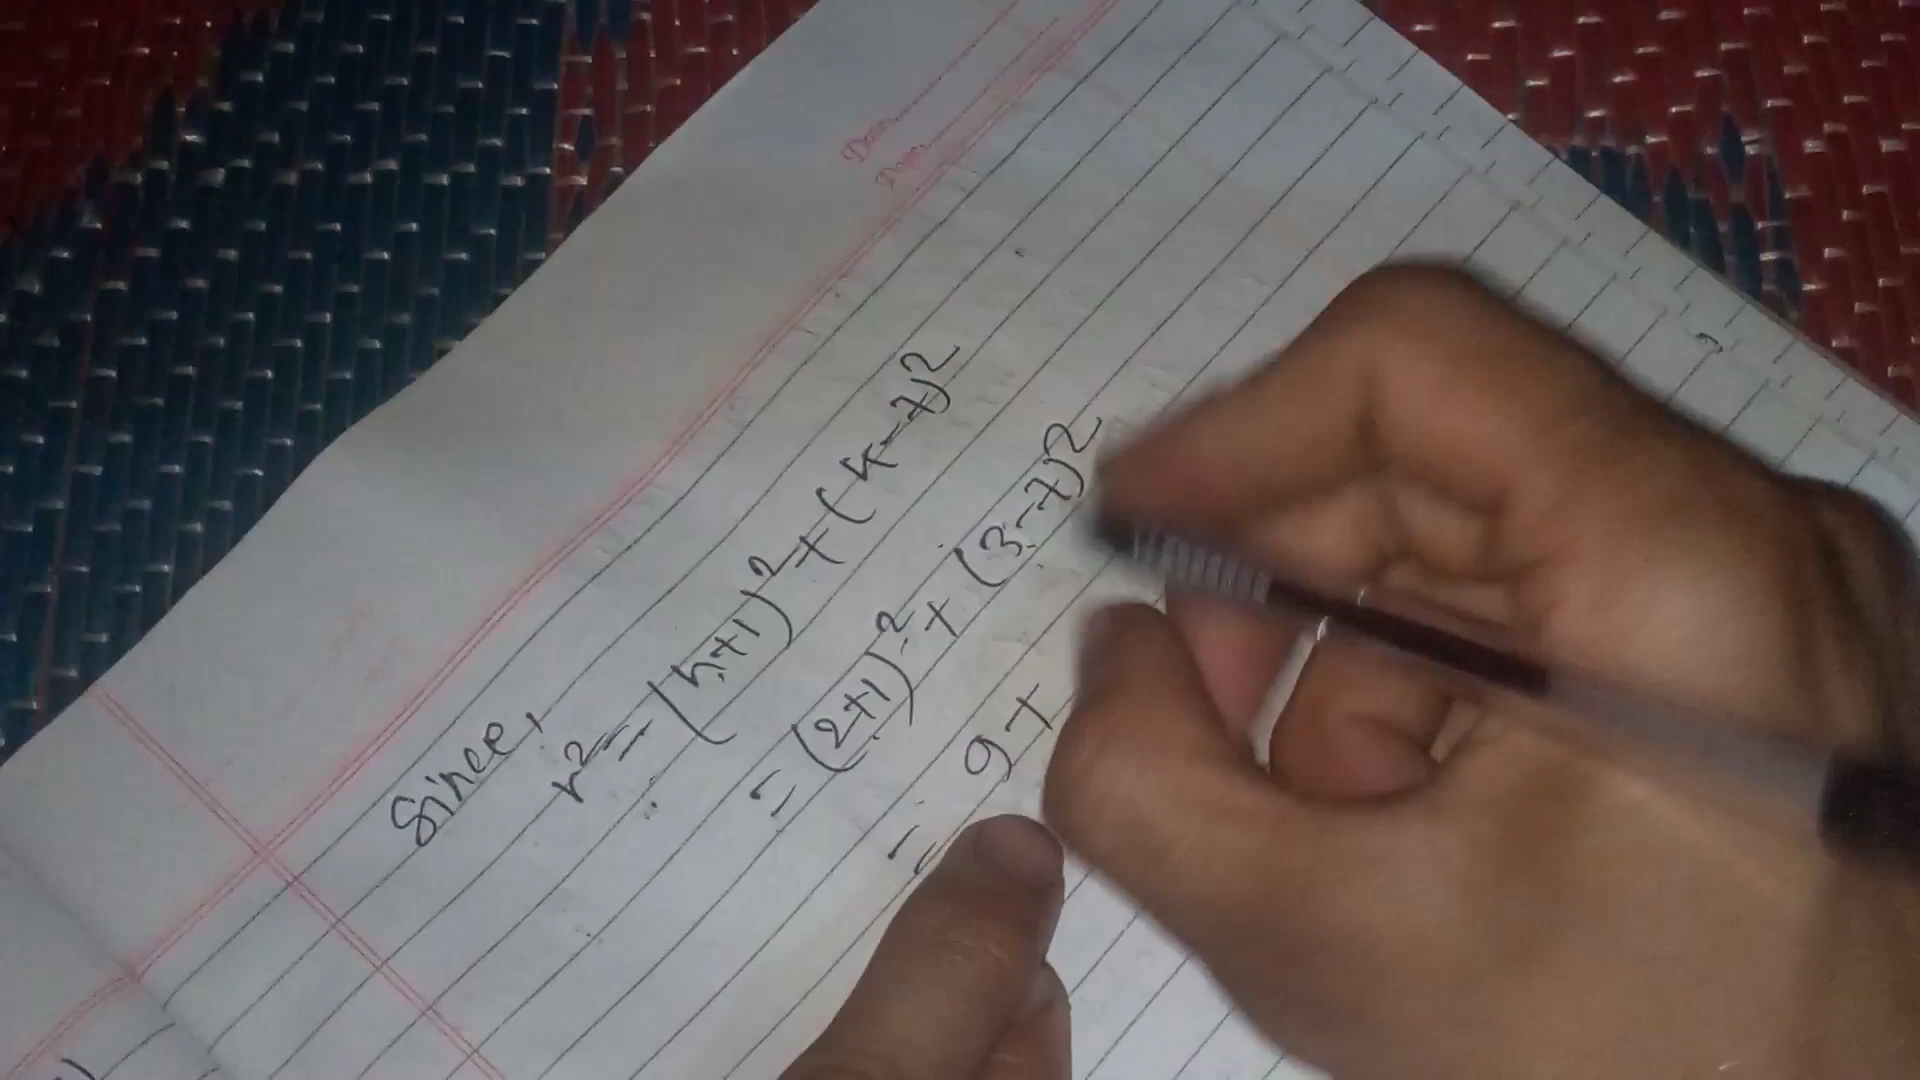 Since,
r²= (h+1)²+(k-7)²
= (2+1)²+(3-7)²
= 9+